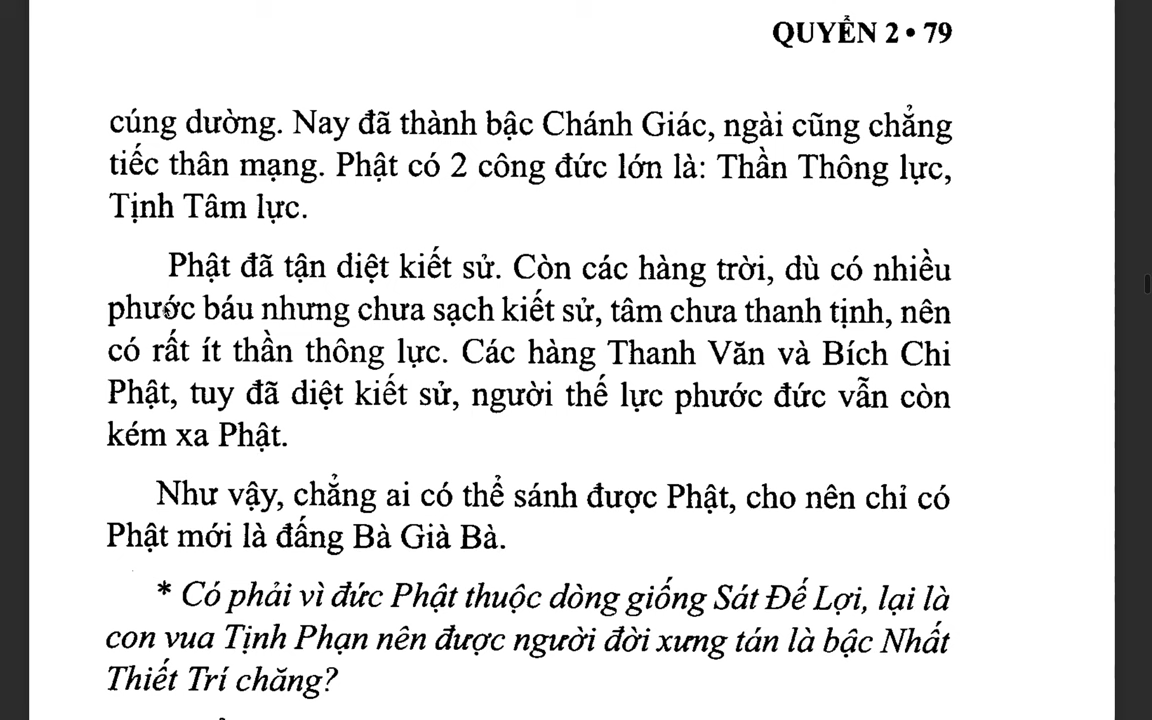 QUYỂN 2 • 79
cúng dường. Nay đã thành bậc Chánh Giác, ngài cũng chẳng
tiếc thân mạng. Phật có 2 công đức lớn là: Thần Thông lực,
Tịnh Tâm lực.
Phật đã tận diệt kiết sử. Còn các hàng trời, dù có nhiều
phước báu nhưng chưa sạch kiết sử, tâm chưa thanh tịnh, nên
có rất ít thần thông lực. Các hàng Thanh Văn và Bích Chi
Phật, tuy đã diệt kiết sử, người thế lực phước đức vẫn còn
kém xa Phật.
Như vậy, chẳng ai có thể sánh được Phật, cho nên chỉ có
Phật mới là đấng Bà Già Bà.
* Có phải vì đức Phật thuộc dòng giống Sát Đế Lợi, lại là
con vua Tịnh Phạn nên được người đời xưng tán là bậc Nhất
Thiết Trí chăng?